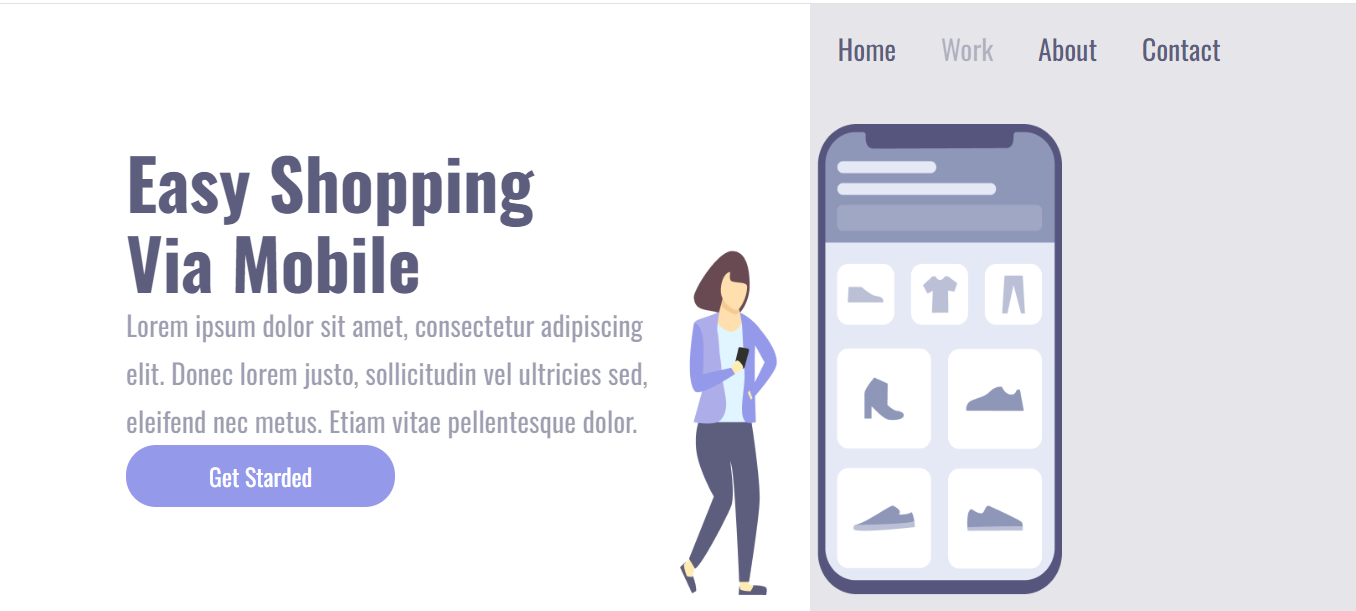 Home Work About Contact
Easy Shopping
Via Mobile
Lorem ipsum dolor sit amet, consectetur adipiscing
elit. Donec lorem justo, sollicitudin vel ultricies sed,
eleifend nec metus. Etiam vitae pellentesque dolor.
Get Starded